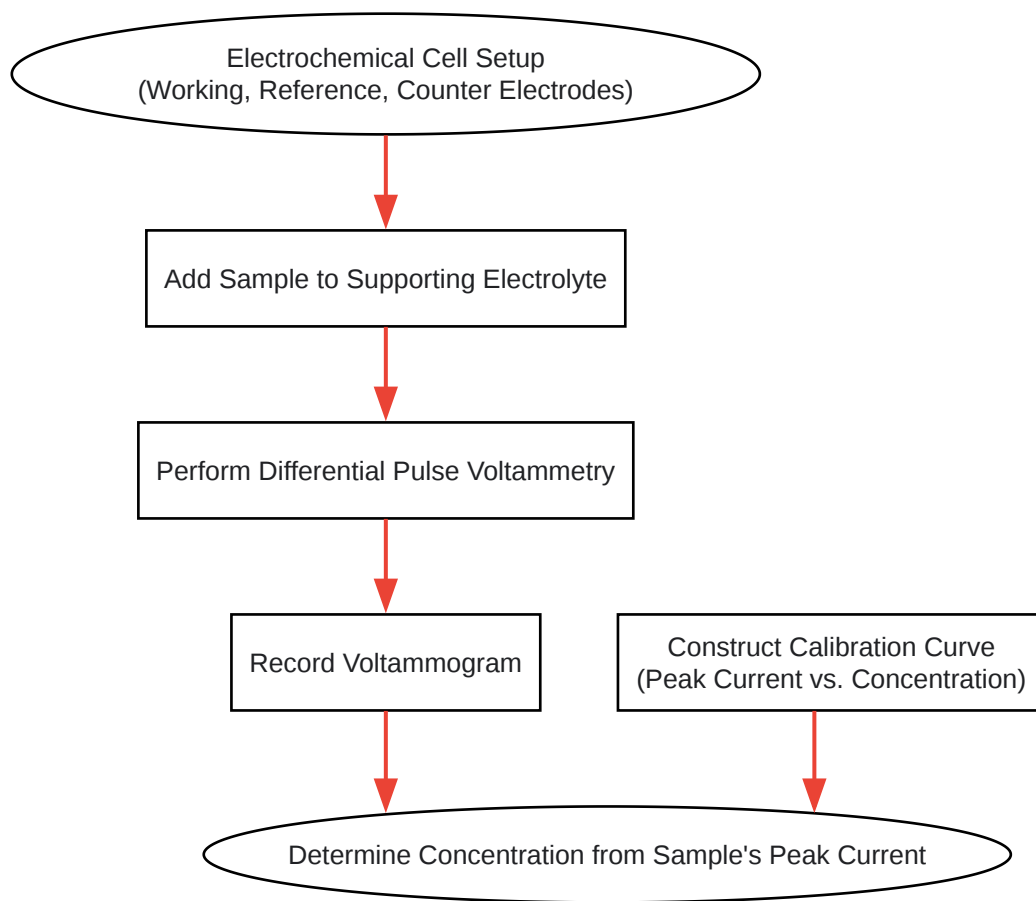 Electrochemical Cell Setup
(Working, Reference, Counter Electrodes)
Add Sample to Supporting Electrolyte
Perform Differential Pulse Voltammetry
Record Voltammogram
Construct Calibration Curve
(Peak Current vs. Concentration)
Determine Concentration from Sample's Peak Current